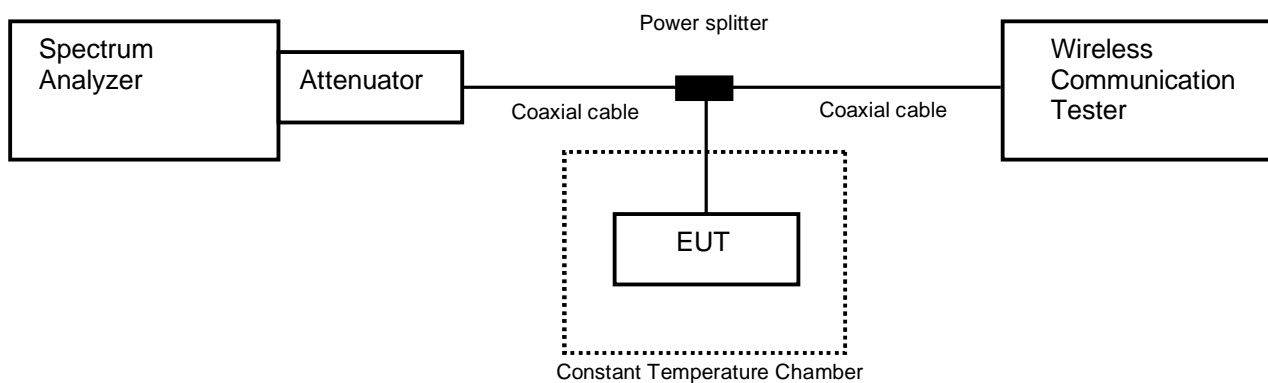 Power splitter
Spectrum
Analyzer
Attenuator
Wireless
Communication
Tester
Coaxial cable
Coaxial cable
EUT
Constant Temperature Chamber